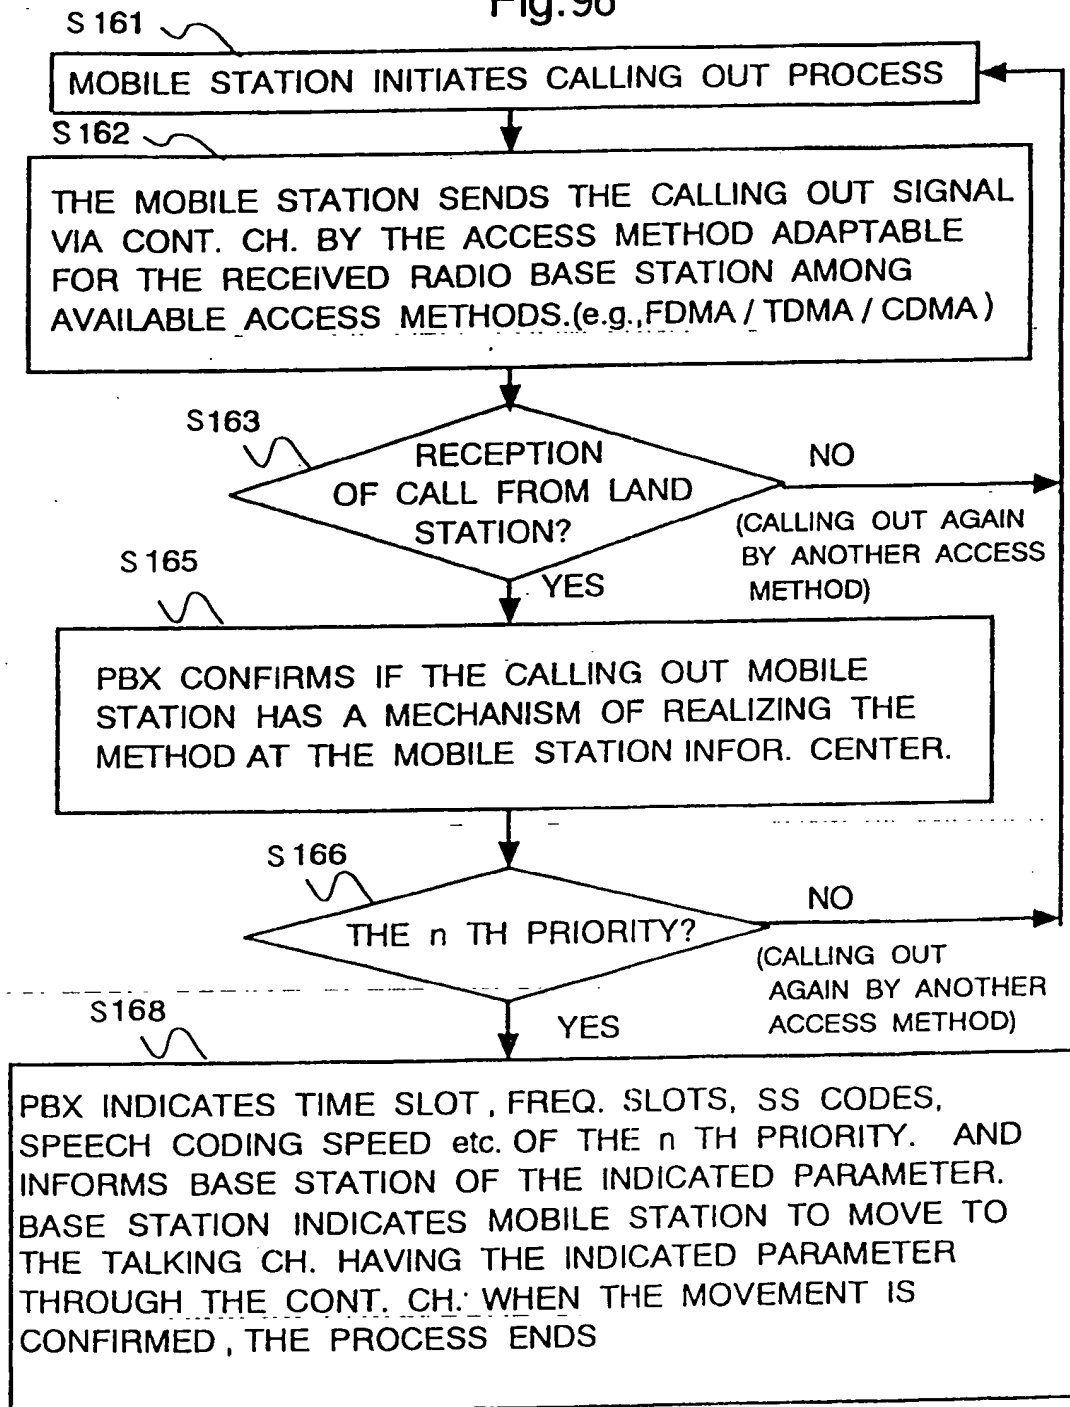 S 161
MOBILE STATION INITIATES CALLING OUT PROCESS
S 162
THE MOBILE STATION SENDS THE CALLING OUT SIGNAL
VIA CONT. CH. BY THE ACCESS METHOD ADAPTABLE
FOR THE RECEIVED RADIO BASE STATION AMONG
AVAILABLE ACCESS METHODS.(e.g.,FDMA / TDMA / CDMA )
S163
RECEPTION
OF CALL FROM LAND
STATION?
NO
(CALLING OUT AGAIN
BY ANOTHER ACCESS
METHOD)
YES
S165
PBX CONFIRMS IF THE CALLING OUT MOBILE
STATION HAS A MECHANISM OF REALIZING THE
METHOD AT THE MOBILE STATION INFOR. CENTER.
S166
THE n TH PRIORITY?
NO
(CALLING OUT
AGAIN BY ANOTHER
ACCESS METHOD)
YES
S168
PBX INDICATES TIME SLOT, FREQ. SLOTS, SS CODES,
SPEECH CODING SPEED etc. OF THE n TH PRIORITY. AND
INFORMS BASE STATION OF THE INDICATED PARAMETER.
BASE STATION INDICATES MOBILE STATION TO MOVE TO
THE TALKING CH. HAVING THE INDICATED PARAMETER
THROUGH THE CONT. CH. WHEN THE MOVEMENT IS
CONFIRMED, THE PROCESS ENDS